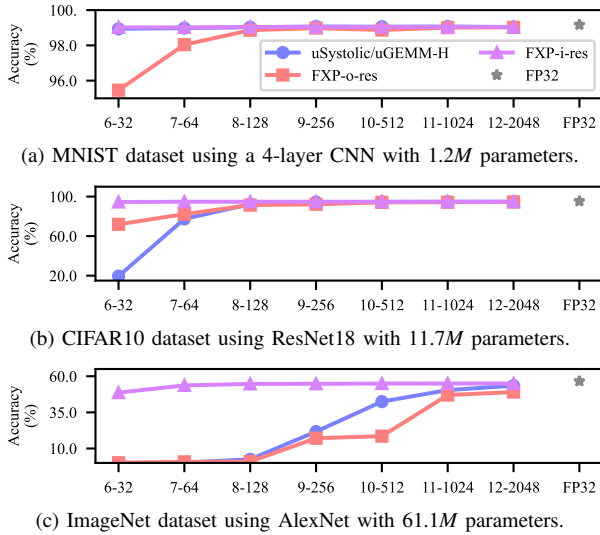 100.
98.0
96.0
Accuracy
(%)
uSystolic/uGEMM-H
FXP-o-res
FXP-i-res
FP32
6-32 7-64 8-128 9-256 10-512 11-1024 12-2048 FP32
(a) MNIST dataset using a 4-layer CNN with 1.2M parameters.
100.
60.0
20.0
Accuracy
(%)
6-32 7-64 8-128 9-256 10-512 11-1024 12-2048 FP32
(b) CIFAR10 dataset using ResNet18 with 11.7M parameters.
60.0
35.0
10.0
Accuracy
(%)
6-32 7-64 8-128 9-256 10-512 11-1024 12-2048 FP32
(c) ImageNet dataset using AlexNet with 61.1M parameters.